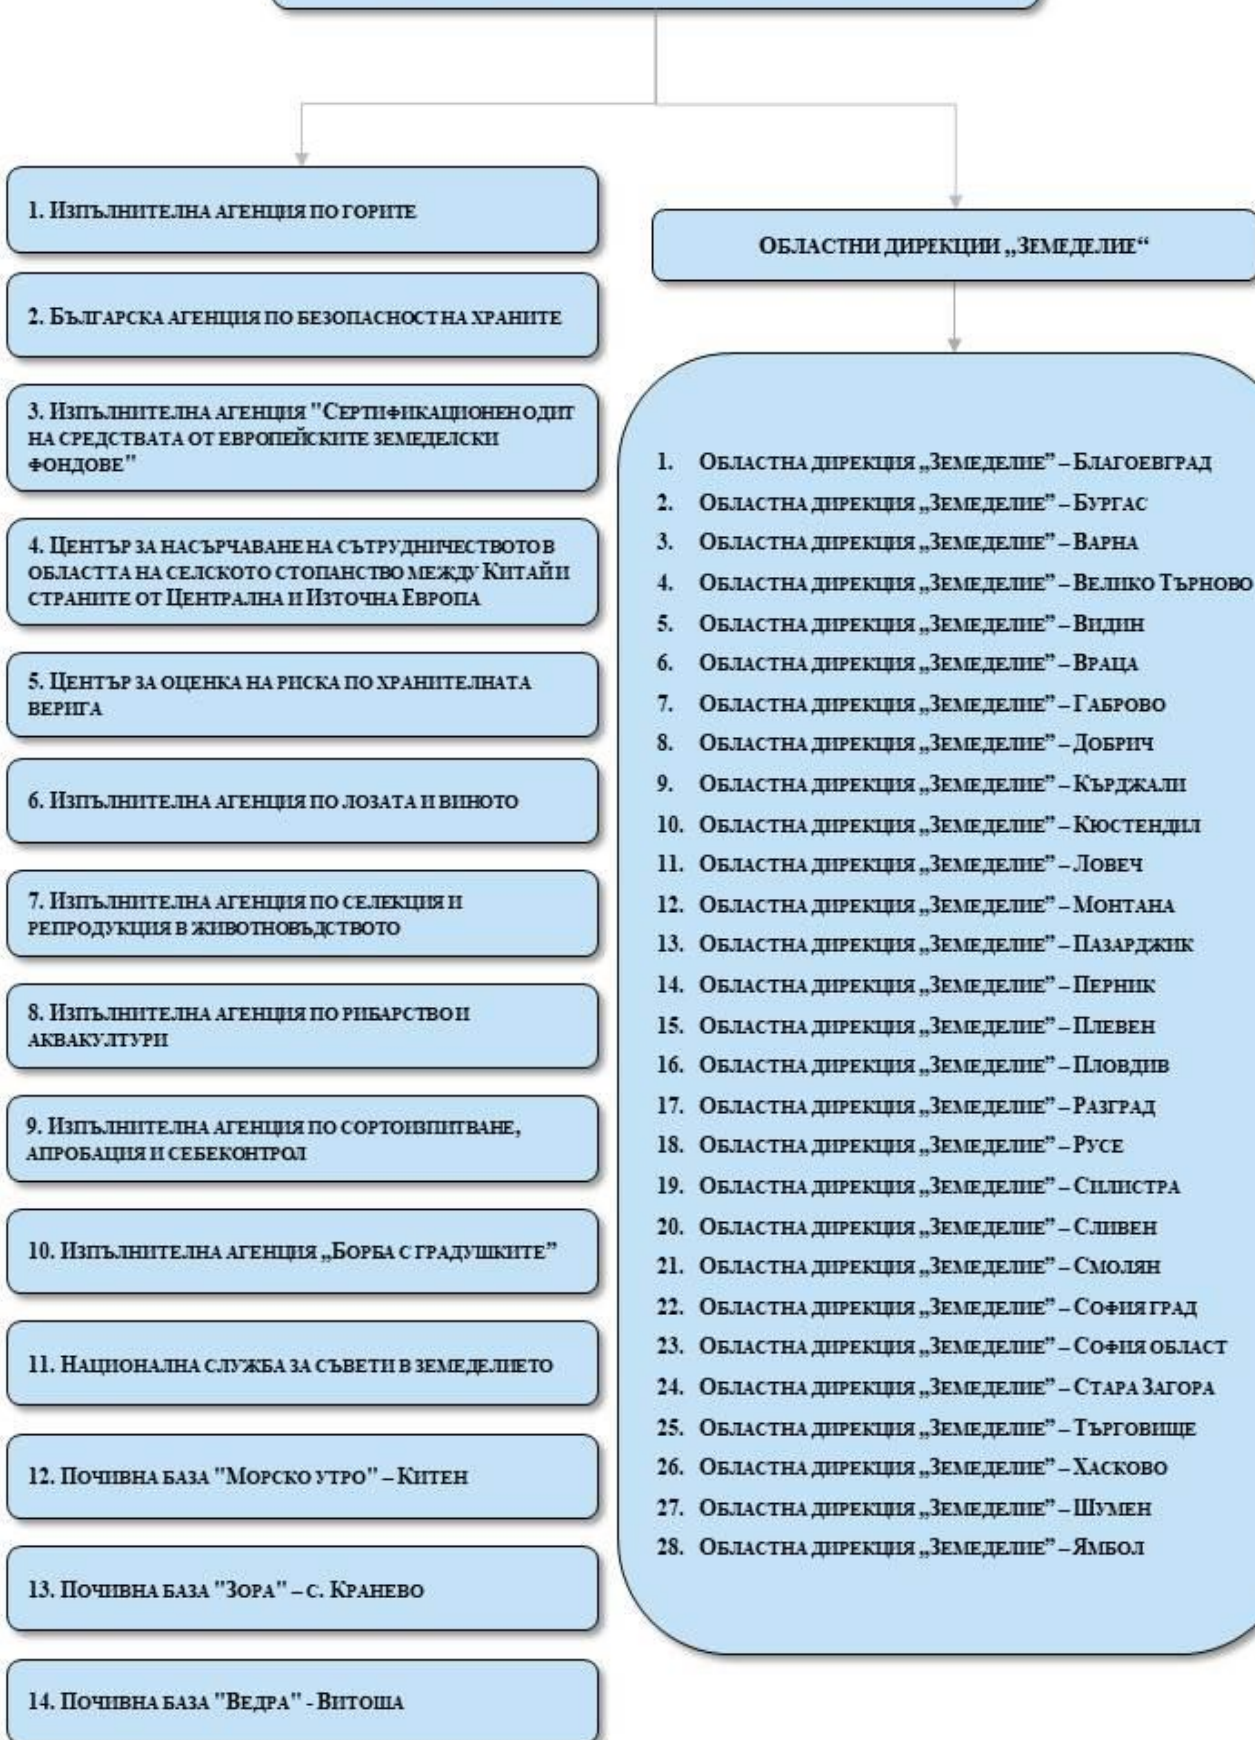 1. Изпълнителна агенция по горите
2. Българска агенция по безопасност на храните
3. Изпълнителна агенция "Сертификационен одит
на средствата от европейските земеделски
фондове"
4. Център за насърчаване на сътрудничеството в
областта на селското стопанство между Китай и
страните от Централна и Източна Европа
5. Център за оценка на риска по хранителната
верига
6. Изпълнителна агенция по лозата и виното
7. Изпълнителна агенция по селекция и
репродукция в животновъдството
8. Изпълнителна агенция по рибарство и
аквакултури
9. Изпълнителна агенция по сортоизпитване,
апробация и себеконтрол
10. Изпълнителна агенция „Борба с градушките”
11. Национална служба за съвети в земеделието
12. Почивна база "Морско утро" – Китен
13. Почивна база "Зора" – с. Кранево
14. Почивна база "Ведра" - Витоша
Областни дирекции „Земеделие“
1. Областна дирекция „Земеделие” – Благоевград
2. Областна дирекция „Земеделие” – Бургас
3. Областна дирекция „Земеделие” – Варна
4. Областна дирекция „Земеделие” – Велико Търново
5. Областна дирекция „Земеделие” – Видин
6. Областна дирекция „Земеделие” – Враца
7. Областна дирекция „Земеделие” – Габрово
8. Областна дирекция „Земеделие” – Добрич
9. Областна дирекция „Земеделие” – Кърджали
10. Областна дирекция „Земеделие” – Кюстендил
11. Областна дирекция „Земеделие” – Ловеч
12. Областна дирекция „Земеделие” – Монтана
13. Областна дирекция „Земеделие” – Пазарджик
14. Областна дирекция „Земеделие” – Перник
15. Областна дирекция „Земеделие” – Плевен
16. Областна дирекция „Земеделие” – Пловдив
17. Областна дирекция „Земеделие” – Разград
18. Областна дирекция „Земеделие” – Русе
19. Областна дирекция „Земеделие” – Силистра
20. Областна дирекция „Земеделие” – Сливен
21. Областна дирекция „Земеделие” – Смолян
22. Областна дирекция „Земеделие” – София град
23. Областна дирекция „Земеделие” – София област
24. Областна дирекция „Земеделие” – Стара Загора
25. Областна дирекция „Земеделие” – Търговище
26. Областна дирекция „Земеделие” – Хасково
27. Областна дирекция „Земеделие” – Шумен
28. Областна дирекция „Земеделие” – Ямбол